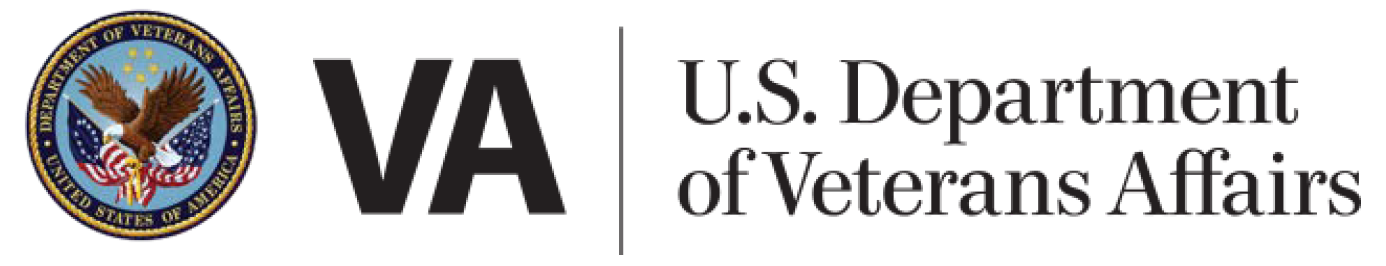 DEPARTMENT OF VETERANS AFFAIRS
UNITED STATES OF AMERICA
VA
U.S. Department
of Veterans Affairs